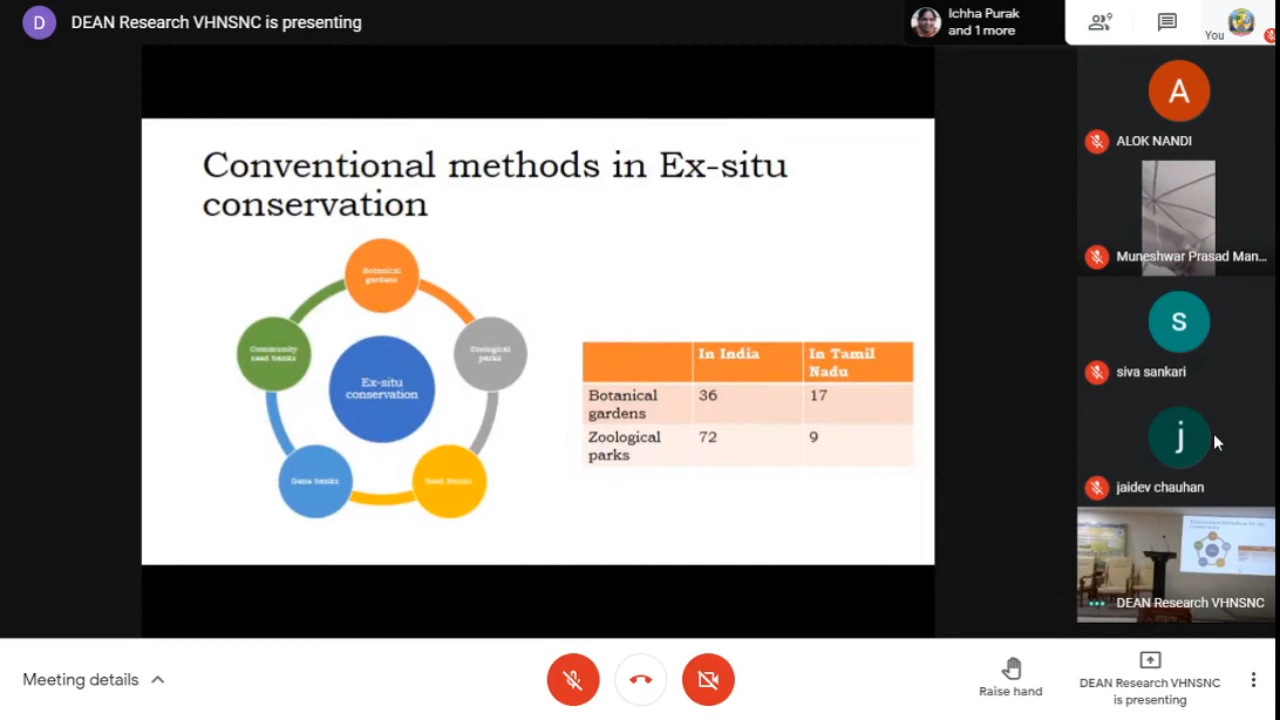 D
DEAN Research VHNSNC is presenting
Ichha Purak
and 1 more
9
You
Conventional methods in Ex-situ
conservation
Botanical
gardens
Community
seed banks
Zoological
parks
Ex-situ
conservation
Gene banks
Seed Banks
In India
In Tamil
Nadu
Botanical
gardens
36
17
Zoological
parks
72
9
A
ALOK NANDI
Muneshwar Prasad Man...
s
siva sankari
j
jaidev chauhan
DEAN Research VHNSNC
Meeting details
Raise hand
DEAN Research VHNSNC
is presenting